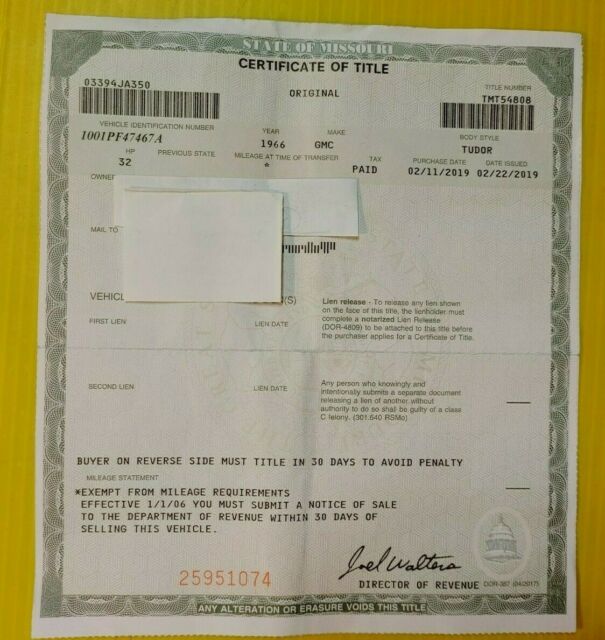 STATE OF MISSOURI
CERTIFICATE OF TITLE
03394JA350
ORIGINAL
TITLE NUMBER
TMT54808
VEHICLE IDENTIFICATION NUMBER
1001PF47467A
YEAR
1966
MAKE
GMC
BODY STYLE
TUDOR
HP
32
PREVIOUS STATE
MILEAGE AT TIME OF TRANSFER
*
TAX
PAID
PURCHASE DATE
02/11/2019
DATE ISSUED
02/22/2019
OWNER
MAIL TO
(S)
FIRST LIEN
LIEN DATE
Lien release - To release any lien shown
on the face of this title, the lienholder must
complete a notarized Lien Release
(DOR-4809) to be attached to this title before
the purchaser applies for a Certificate of Title.
SECOND LIEN
LIEN DATE
Any person who knowingly and
intentionally submits a separate document
releasing a lien of another without
authority to do so shall be guilty of a class
C felony. (301.640 RSMo)
BUYER ON REVERSE SIDE MUST TITLE IN 30 DAYS TO AVOID PENALTY
MILEAGE STATEMENT
*EXEMPT FROM MILEAGE REQUIREMENTS
EFFECTIVE 1/1/06 YOU MUST SUBMIT A NOTICE OF SALE
TO THE DEPARTMENT OF REVENUE WITHIN 30 DAYS OF
SELLING THIS VEHICLE.
25951074
Joel Walters
DIRECTOR OF REVENUE
DOR-387 (04/2017)
ANY ALTERATION OR ERASURE VOIDS THIS TITLE